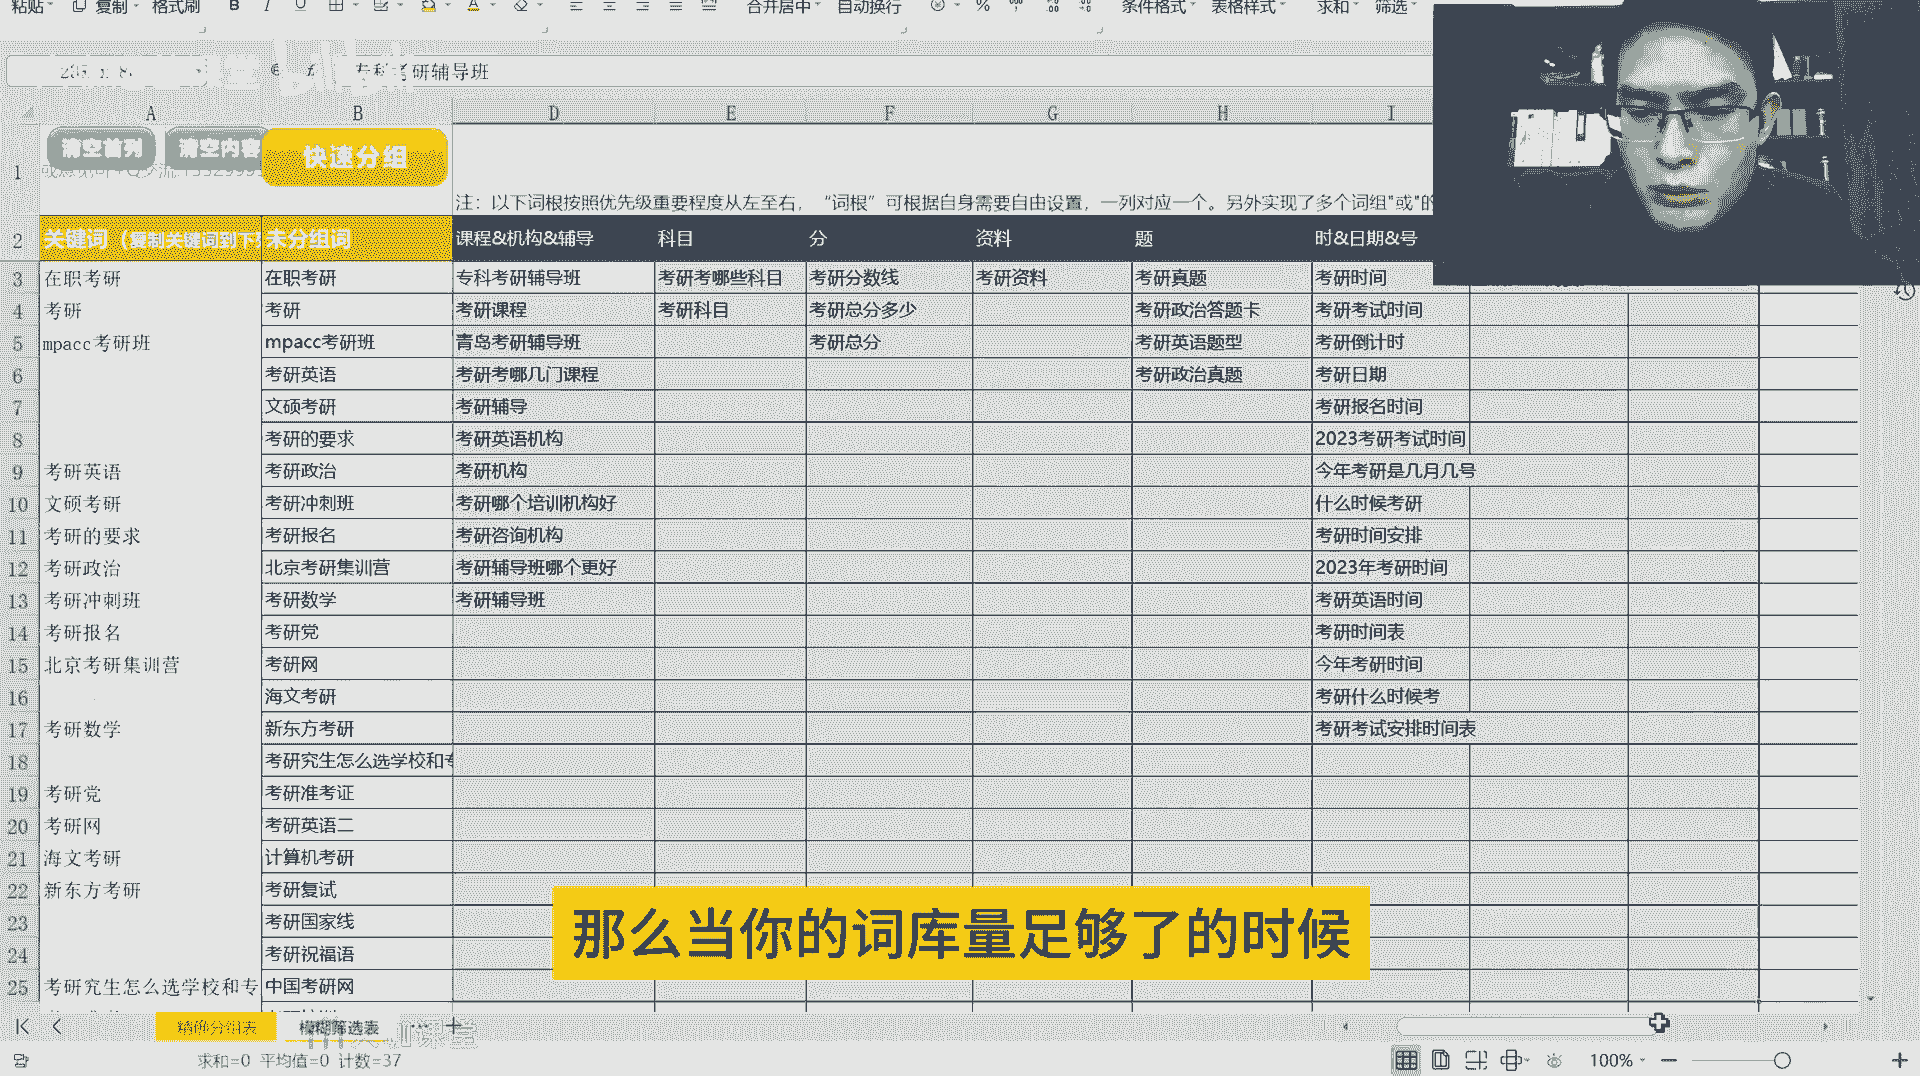 粘贴 复制 格式刷 B I U 合并居中 自动换行 % 条件格式 表格样式 求和 筛选
专科考研辅导班
A B D E F G H I
清空首列 清空内容 快速分组
1
注：以下词根按照优先级重要程度从左至右，“词根”可根据自身需要自由设置，一列对应一个。另外实现了多个词组"或"的
2 关键词（复制关键词到下 未分组词 课程&机构&辅导 科目 分 资料 题 时&日期&号
3 在职考研 在职考研 专科考研辅导班 考研考哪些科目 考研分数线 考研资料 考研真题 考研时间
4 考研 考研 考研课程 考研科目 考研总分多少 考研政治答题卡 考研考试时间
5 mpacc考研班 mpacc考研班 青岛考研辅导班 考研总分 考研英语题型 考研倒计时
6 考研英语 考研考哪几门课程 考研政治真题 考研日期
7 文硕考研 考研辅导 考研报名时间
8 考研的要求 考研英语机构 2023考研考试时间
9 考研英语 考研政治 考研机构 今年考研是几月几号
10 文硕考研 考研冲刺班 考研哪个培训机构好 什么时候考研
11 考研的要求 考研报名 考研咨询机构 考研时间安排
12 考研政治 北京考研集训营 考研辅导班哪个更好 2023年考研时间
13 考研冲刺班 考研数学 考研辅导班 考研英语时间
14 考研报名 考研党 考研时间表
15 北京考研集训营 考研网 今年考研时间
16 海文考研 考研什么时候考
17 考研数学 新东方考研 考研考试安排时间表
18 考研究生怎么选学校和专
19 考研党 考研准考证
20 考研网 考研英语二
21 海文考研 计算机考研
22 新东方考研 考研复试
23 考研国家线
24 考研祝福语
25 考研究生怎么选学校和专 中国考研网
那么当你的词库量足够了的时候
精准分组表 模糊筛选表
求和=0 平均值=0 计数=37 100%